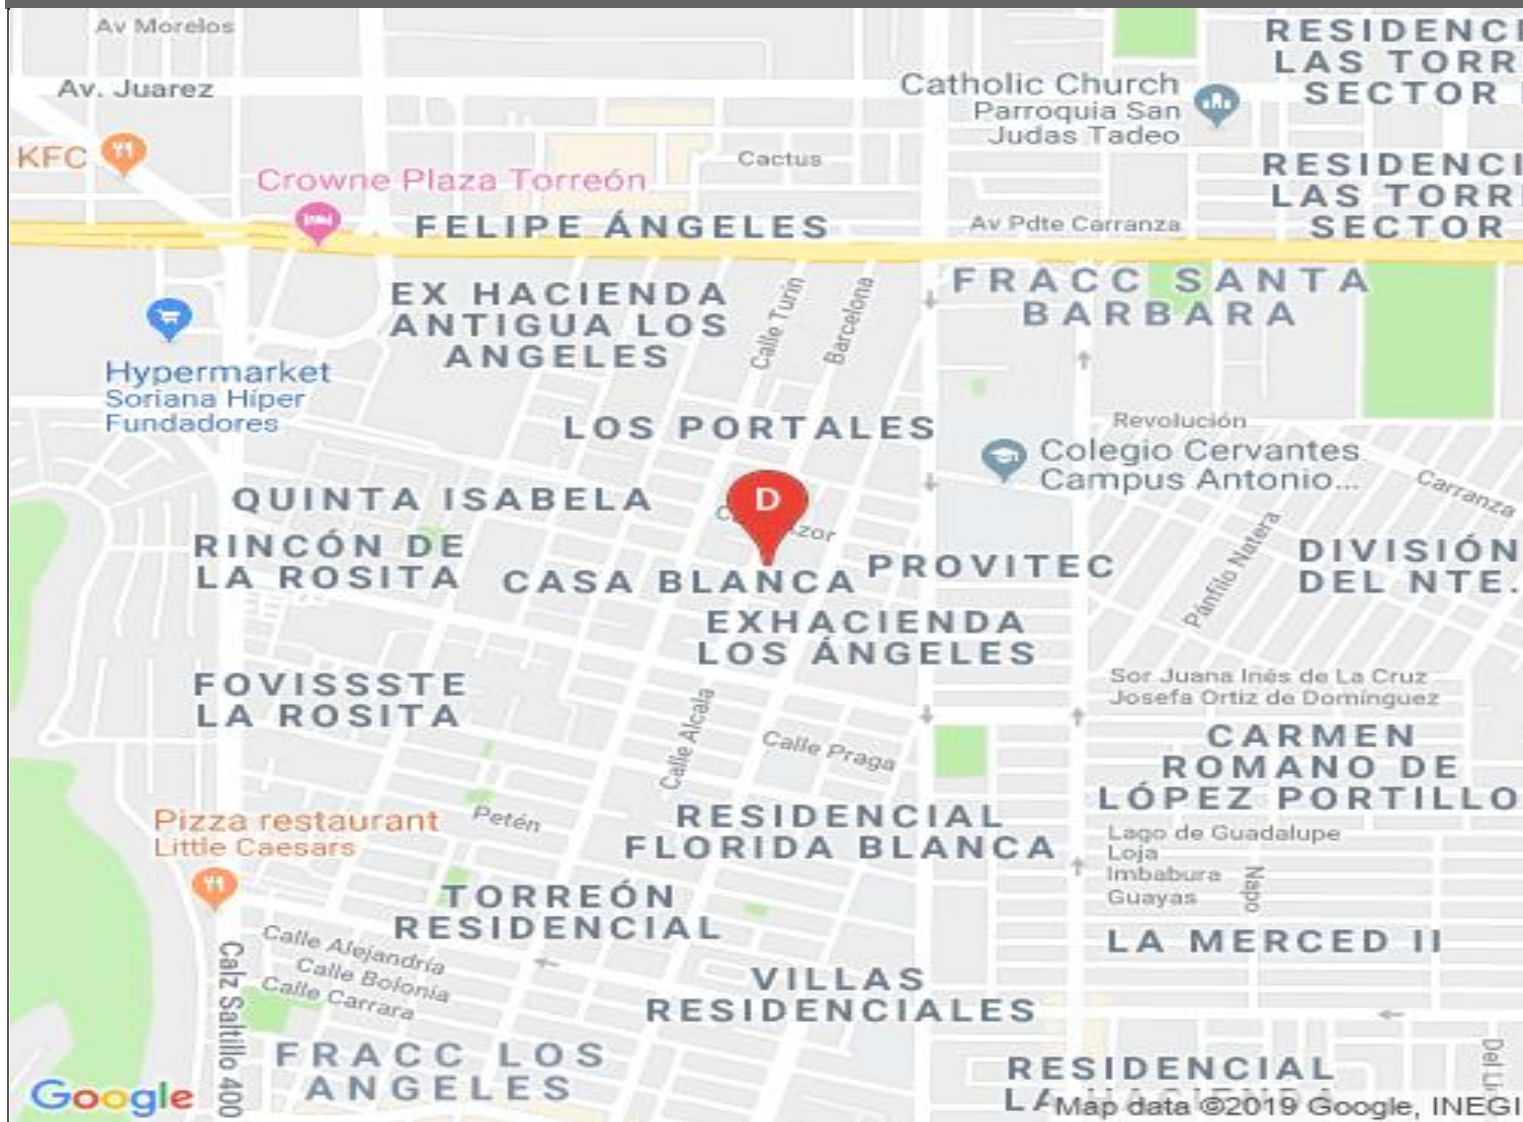 Av Morelos
RESIDENCI
LAS TORR
SECTOR
Av. Juarez
Catholic Church
Parroquia San
Judas Tadeo
KFC
Cactus
Crowne Plaza Torreón
RESIDENCI
LAS TORR
SECTOR
FELIPE ÁNGELES
Av Pdte Carranza
EX HACIENDA
ANTIGUA LOS
ANGELES
Calle Turín
Barcelona
FRACC SANTA
BARBARA
Hypermarket
Soriana Híper
Fundadores
LOS PORTALES
Revolución
Colegio Cervantes
Campus Antonio...
Carranza
QUINTA ISABELA
D
zor
Pánfilo Natera
RINCÓN DE
LA ROSITA
CASA BLANCA
PROVITEC
DIVISIÓN
DEL NTE.
EXHACIENDA
LOS ÁNGELES
FOVISSSTE
LA ROSITA
Sor Juana Inés de La Cruz
Josefa Ortiz de Domínguez
Calle Alcala
Calle Praga
CARMEN
ROMANO DE
LÓPEZ PORTILLO
Pizza restaurant
Little Caesars
Petén
RESIDENCIAL
FLORIDA BLANCA
Lago de Guadalupe
Loja
Imbabura
Guayas
Napo
TORREÓN
RESIDENCIAL
LA MERCED II
Calle Alejandría
Calle Bolonia
Calle Carrara
Calz Saltillo 400
VILLAS
RESIDENCIALES
FRACC LOS
ANGELES
RESIDENCIAL
LA
Del Li
Google
Map data ©2019 Google, INEGI